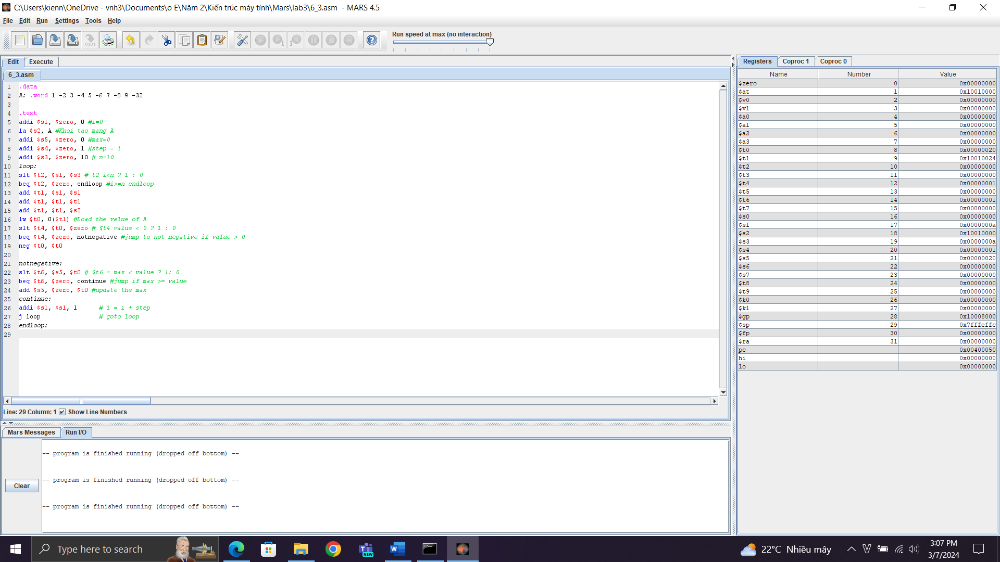 C:\Users\kienn\OneDrive - vnh3\Documents\o E\Năm 2\Kiến trúc máy tính\Mars\lab3\6_3.asm - MARS 4.5
File Edit Run Settings Tools Help
Run speed at max (no interaction)
Edit Execute
6_3.asm
1 .data
2 A: .word 1 -2 3 -4 5 -6 7 -8 9 -32
3
4 .text
5 addi $s1, $zero, 0 #i=0
6 la $s2, A #Khoi tao mang A
7 addi $s5, $zero, 0 #max=0
8 addi $s4, $zero, 1 #step = 1
9 addi $s3, $zero, 10 # n=10
10 loop:
11 slt $t2, $s1, $s3 # t2 i<n ? 1 : 0
12 beq $t2, $zero, endloop #i>=n endloop
13 add $t1, $s1, $s1
14 add $t1, $t1, $t1
15 add $t1, $t1, $s2
16 lw $t0, 0($t1) #Load the value of A
17 slt $t4, $t0, $zero # $t4 value < 0 ? 1 : 0
18 beq $t4, $zero, notnegative #jump to not negative if value > 0
19 neg $t0, $t0
20
21 notnegative:
22 slt $t6, $s5, $t0 # $t6 = max < value ? 1: 0
23 beq $t6, $zero, continue #jump if max >= value
24 add $s5, $zero, $t0 #update the max
25 continue:
26 addi $s1, $s1, 1 # i = i + step
27 j loop # goto loop
28 endloop:
29
Line: 29 Column: 1 Show Line Numbers
Mars Messages Run I/O
Clear
-- program is finished running (dropped off bottom) --
-- program is finished running (dropped off bottom) --
-- program is finished running (dropped off bottom) --
Registers Coproc 1 Coproc 0
Name Number Value
$zero 0 0x00000000
$at 1 0x10010000
$v0 2 0x00000000
$v1 3 0x00000000
$a0 4 0x00000000
$a1 5 0x00000000
$a2 6 0x00000000
$a3 7 0x00000000
$t0 8 0x00000020
$t1 9 0x10010024
$t2 10 0x00000000
$t3 11 0x00000000
$t4 12 0x00000001
$t5 13 0x00000000
$t6 14 0x00000001
$t7 15 0x00000000
$s0 16 0x00000000
$s1 17 0x0000000a
$s2 18 0x10010000
$s3 19 0x0000000a
$s4 20 0x00000001
$s5 21 0x00000020
$s6 22 0x00000000
$s7 23 0x00000000
$t8 24 0x00000000
$t9 25 0x00000000
$k0 26 0x00000000
$k1 27 0x00000000
$gp 28 0x10008000
$sp 29 0x7fffeffc
$fp 30 0x00000000
$ra 31 0x00000000
pc 0x00400050
hi 0x00000000
lo 0x00000000
Type here to search
NEW
22°C Nhiều mây
3:07 PM
3/7/2024